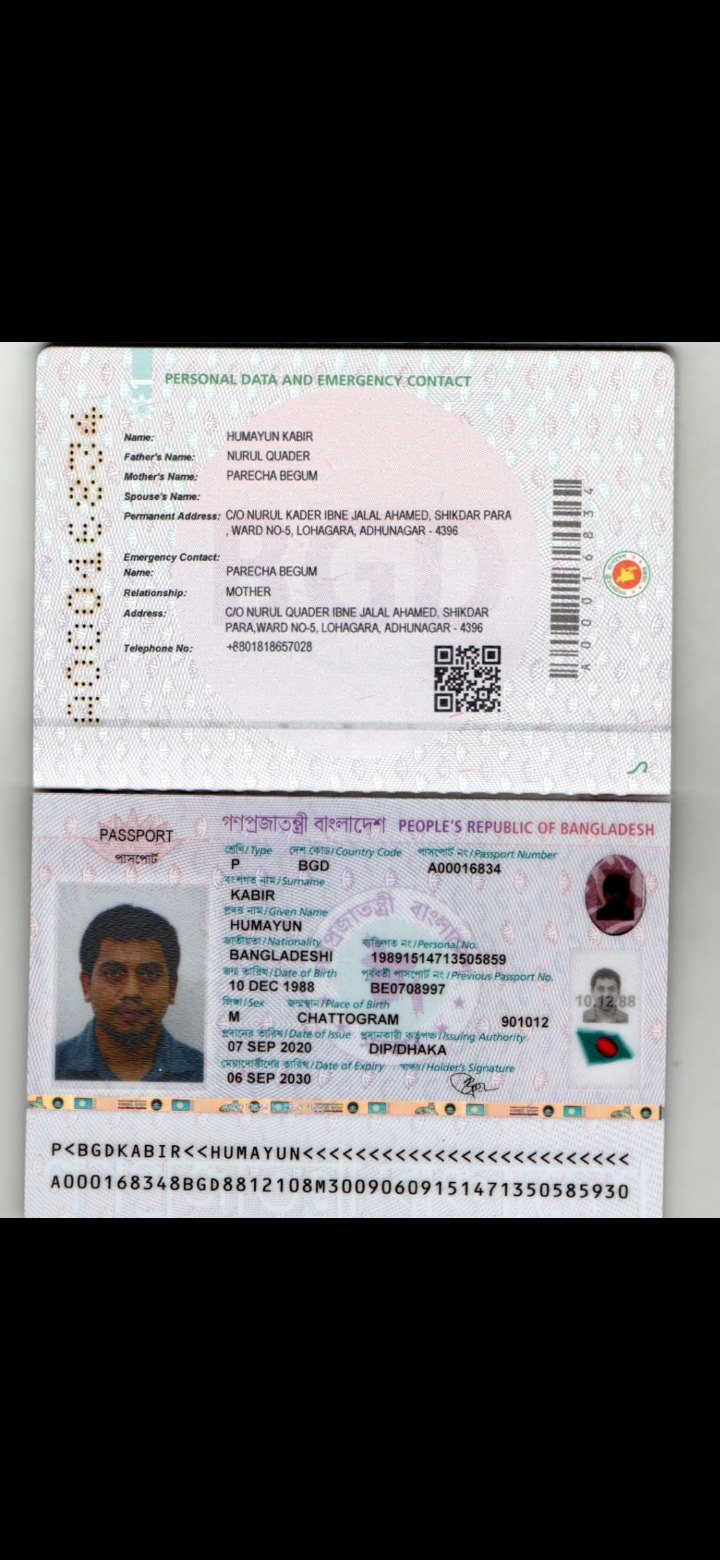 PERSONAL DATA AND EMERGENCY CONTACT
Name: HUMAYUN KABIR
Father's Name: NURUL QUADER
Mother's Name: PARECHA BEGUM
Spouse's Name:
Permanent Address: C/O NURUL KADER IBNE JALAL AHAMED, SHIKDAR PARA
, WARD NO-5, LOHAGARA, ADHUNAGAR - 4396
Emergency Contact:
Name: PARECHA BEGUM
Relationship: MOTHER
Address: C/O NURUL QUADER IBNE JALAL AHAMED, SHIKDAR
PARA,WARD NO-5, LOHAGARA, ADHUNAGAR - 4396
Telephone No: +8801818657028
A00016834
A00016834
BGD
PASSPORT
পাসপোর্ট
গণপ্রজাতন্ত্রী বাংলাদেশ PEOPLE'S REPUBLIC OF BANGLADESH
শ্রেণি/Type দেশ কোড/Country Code পাসপোর্ট নং/Passport Number
P BGD A00016834
বংশগত নাম/Surname
KABIR
প্রদত্ত নাম/Given Name
HUMAYUN
জাতীয়তা/Nationality ব্যক্তিগত নং/Personal No.
BANGLADESHI 19891514713505859
জন্ম তারিখ/Date of Birth পূর্ববর্তী পাসপোর্ট নং/Previous Passport No.
10 DEC 1988 BE0708997
লিঙ্গ/Sex জন্মস্থান/Place of Birth
M CHATTOGRAM 901012
প্রদানের তারিখ/Date of Issue প্রদানকারী কর্তৃপক্ষ/Issuing Authority
07 SEP 2020 DIP/DHAKA
মেয়াদোত্তীর্ণের তারিখ/Date of Expiry স্বাক্ষর/Holder's Signature
06 SEP 2030
10.12.88
P<BGDKABIR<<HUMAYUN<<<<<<<<<<<<<<<<<<<<<<<<<
A000168348BGD8812108M30090609151471350585930